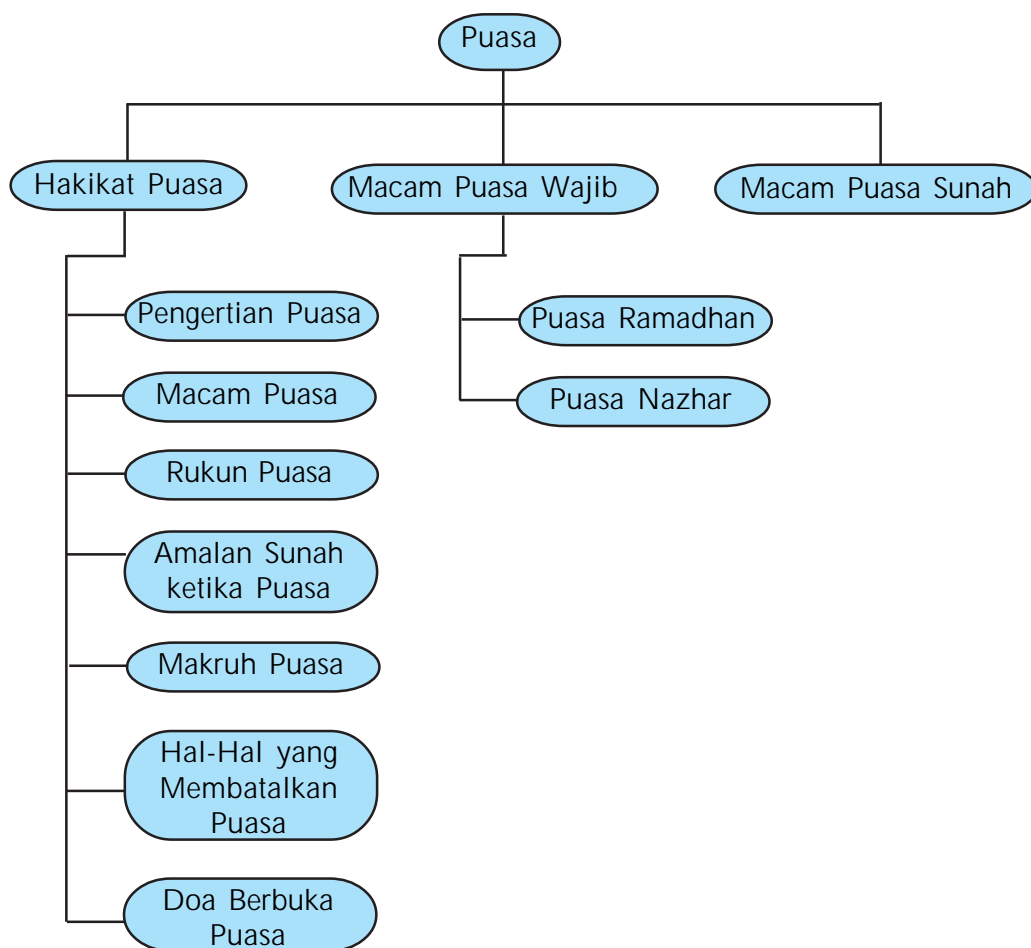 Puasa
Hakikat Puasa
Macam Puasa Wajib
Macam Puasa Sunah
Pengertian Puasa
Macam Puasa
Rukun Puasa
Amalan Sunah
ketika Puasa
Makruh Puasa
Hal-Hal yang
Membatalkan
Puasa
Doa Berbuka
Puasa
Puasa Ramadhan
Puasa Nazhar